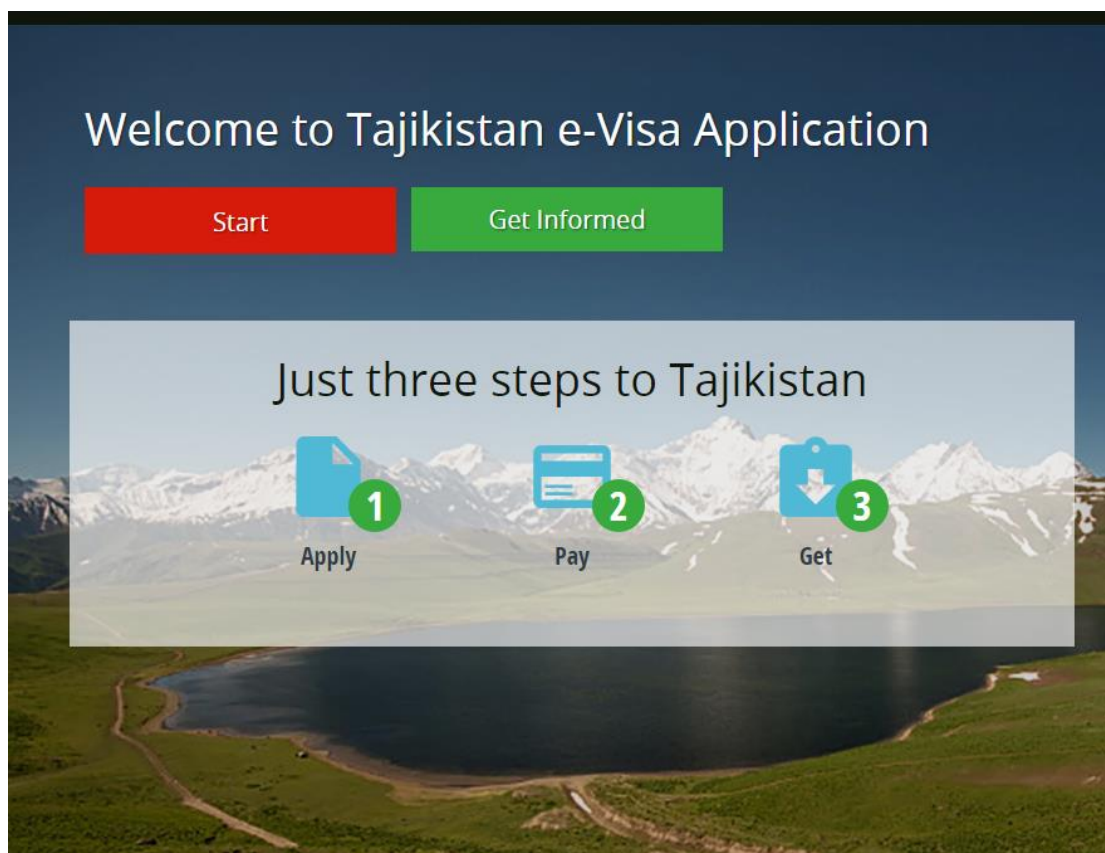 Welcome to Tajikistan e-Visa Application
Start
Get Informed
Just three steps to Tajikistan
1
2
3
Apply
Pay
Get